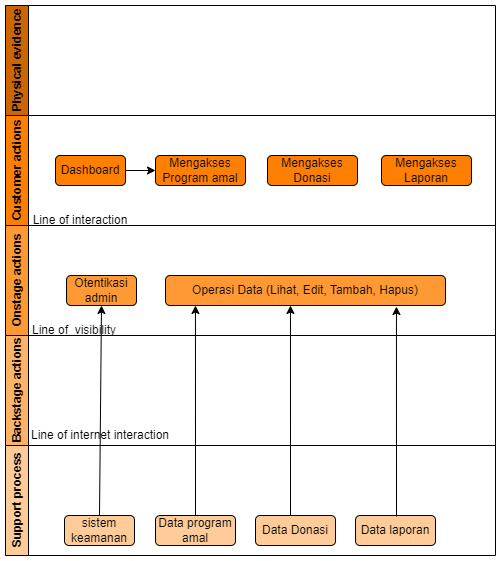 Physical evidence
Customer actions
Dashboard
Mengakses
Program amal
Mengakses
Donasi
Mengakses
Laporan
Line of interaction
Onstage actions
Otentikasi
admin
Operasi Data (Lihat, Edit, Tambah, Hapus)
Line of visibility
Backstage actions
Line of internet interaction
Support process
sistem
keamanan
Data program
amal
Data Donasi
Data laporan